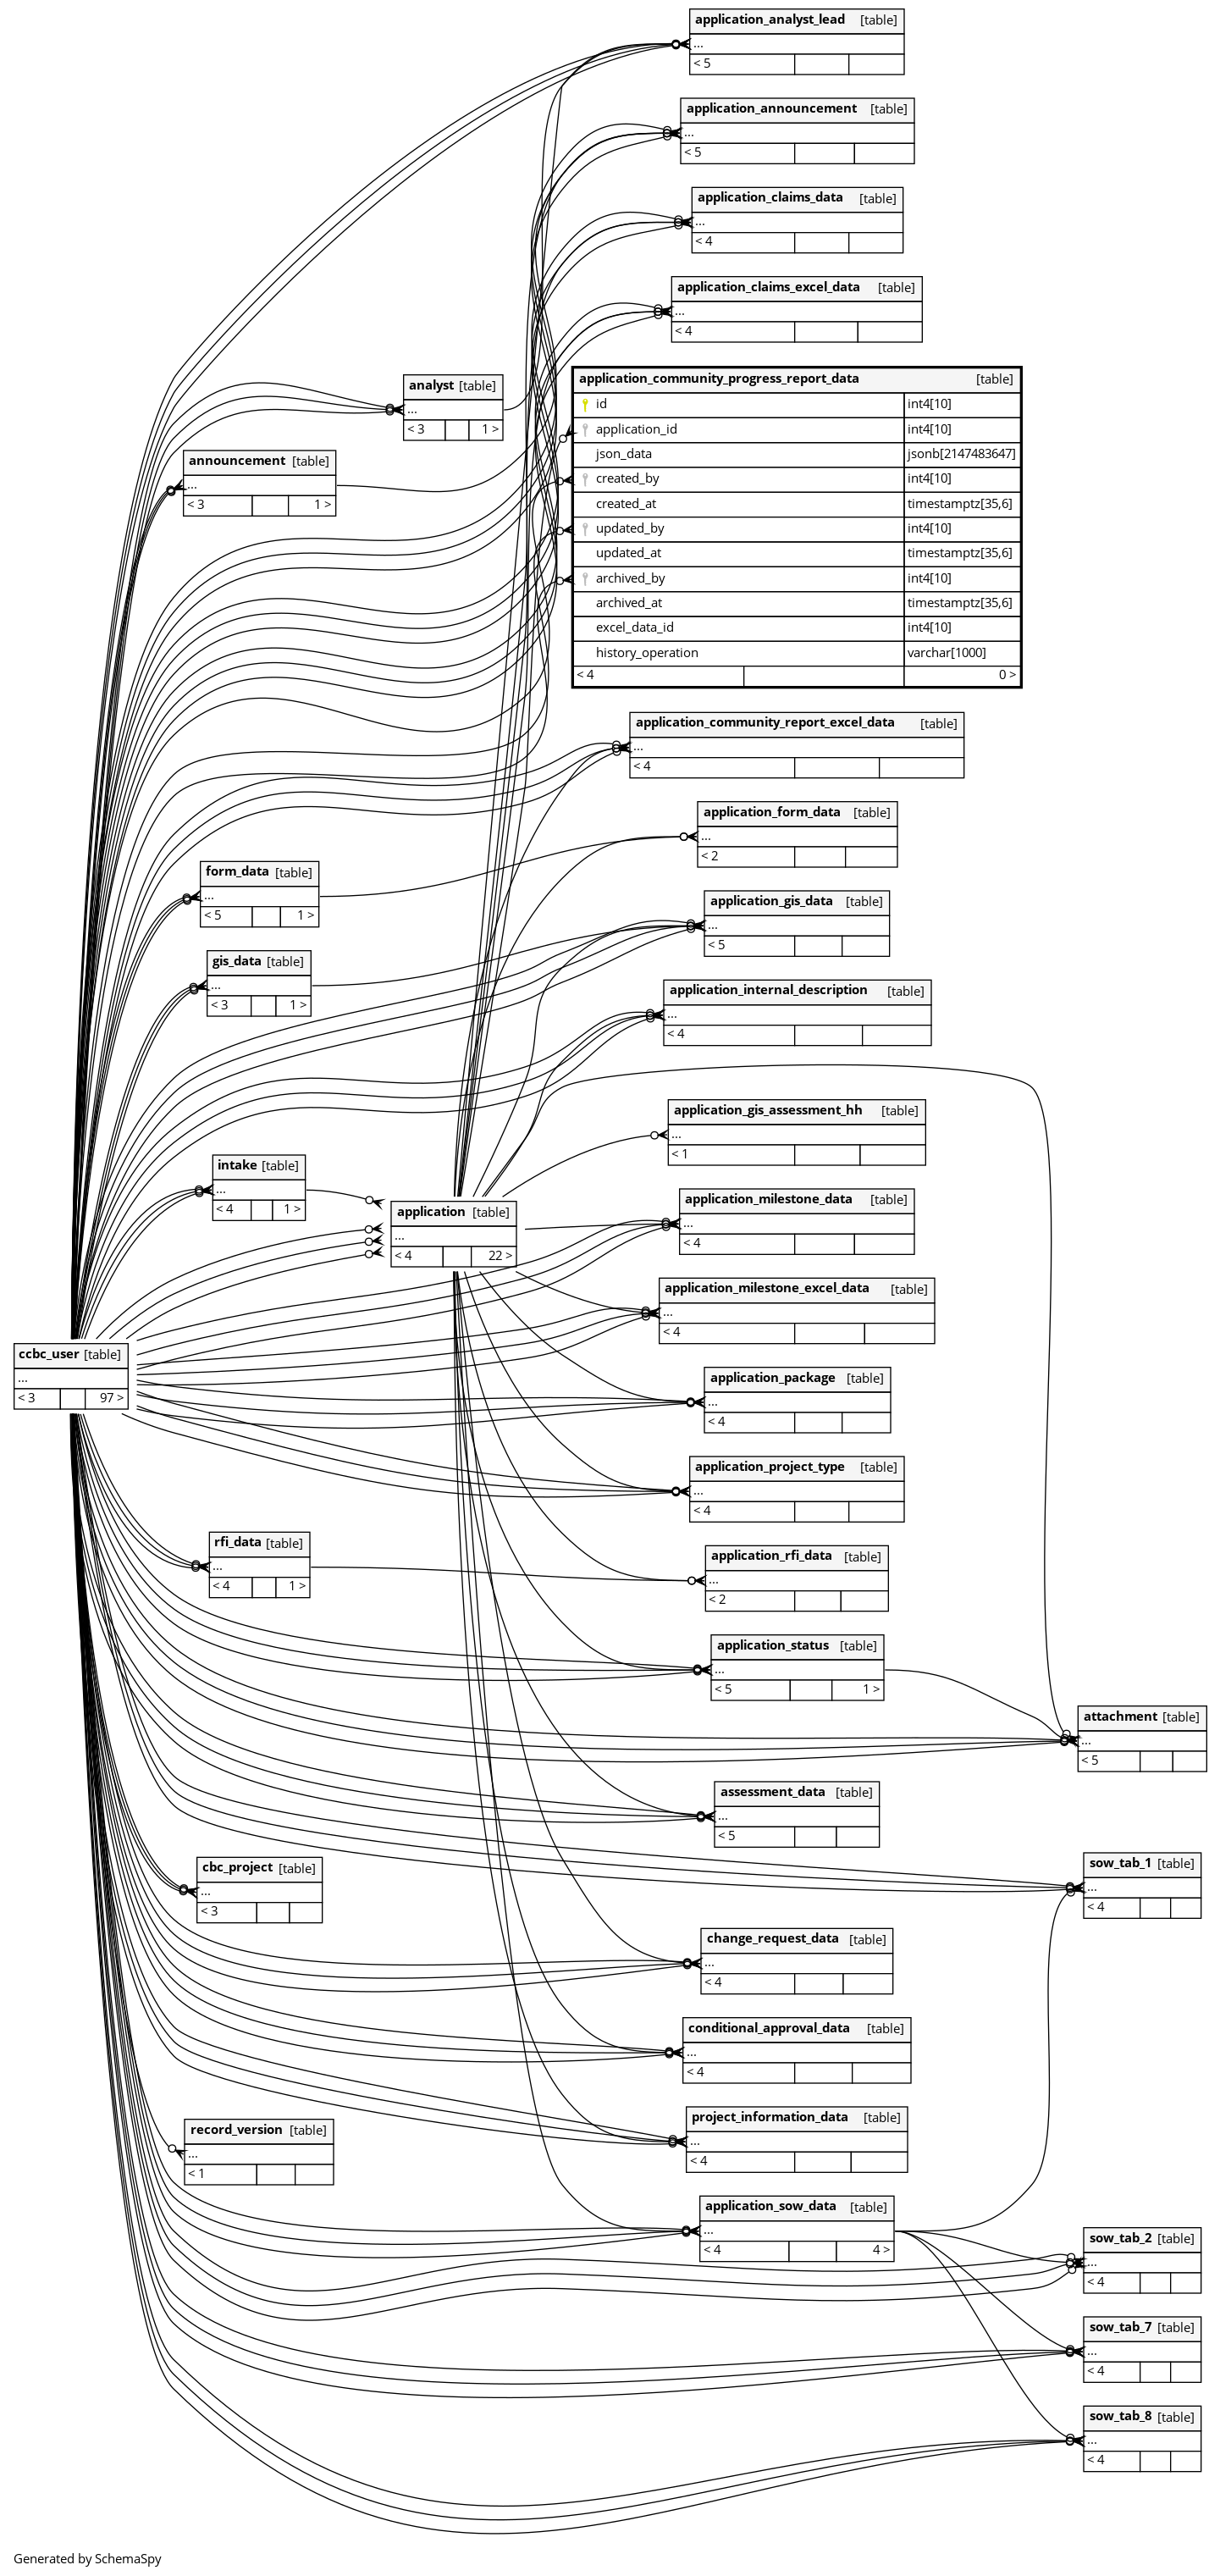 application_analyst_lead [table]
...
< 5
application_announcement [table]
...
< 5
application_claims_data [table]
...
< 4
application_claims_excel_data [table]
...
< 4
application_community_progress_report_data [table]
id int4[10]
application_id int4[10]
json_data jsonb[2147483647]
created_by int4[10]
created_at timestamptz[35,6]
updated_by int4[10]
updated_at timestamptz[35,6]
archived_by int4[10]
archived_at timestamptz[35,6]
excel_data_id int4[10]
history_operation varchar[1000]
< 4 0 >
analyst [table]
...
< 3 1 >
announcement [table]
...
< 3 1 >
application_community_report_excel_data [table]
...
< 4
application_form_data [table]
...
< 2
form_data [table]
...
< 5 1 >
application_gis_data [table]
...
< 5
gis_data [table]
...
< 3 1 >
application_internal_description [table]
...
< 4
application_gis_assessment_hh [table]
...
< 1
intake [table]
...
< 4 1 >
application [table]
...
< 4 22 >
application_milestone_data [table]
...
< 4
application_milestone_excel_data [table]
...
< 4
ccbc_user [table]
...
< 3 97 >
application_package [table]
...
< 4
application_project_type [table]
...
< 4
rfi_data [table]
...
< 4 1 >
application_rfi_data [table]
...
< 2
application_status [table]
...
< 5 1 >
attachment [table]
...
< 5
assessment_data [table]
...
< 5
cbc_project [table]
...
< 3
sow_tab_1 [table]
...
< 4
change_request_data [table]
...
< 4
conditional_approval_data [table]
...
< 4
record_version [table]
...
< 1
project_information_data [table]
...
< 4
application_sow_data [table]
...
< 4 4 >
sow_tab_2 [table]
...
< 4
sow_tab_7 [table]
...
< 4
sow_tab_8 [table]
...
< 4
Generated by SchemaSpy